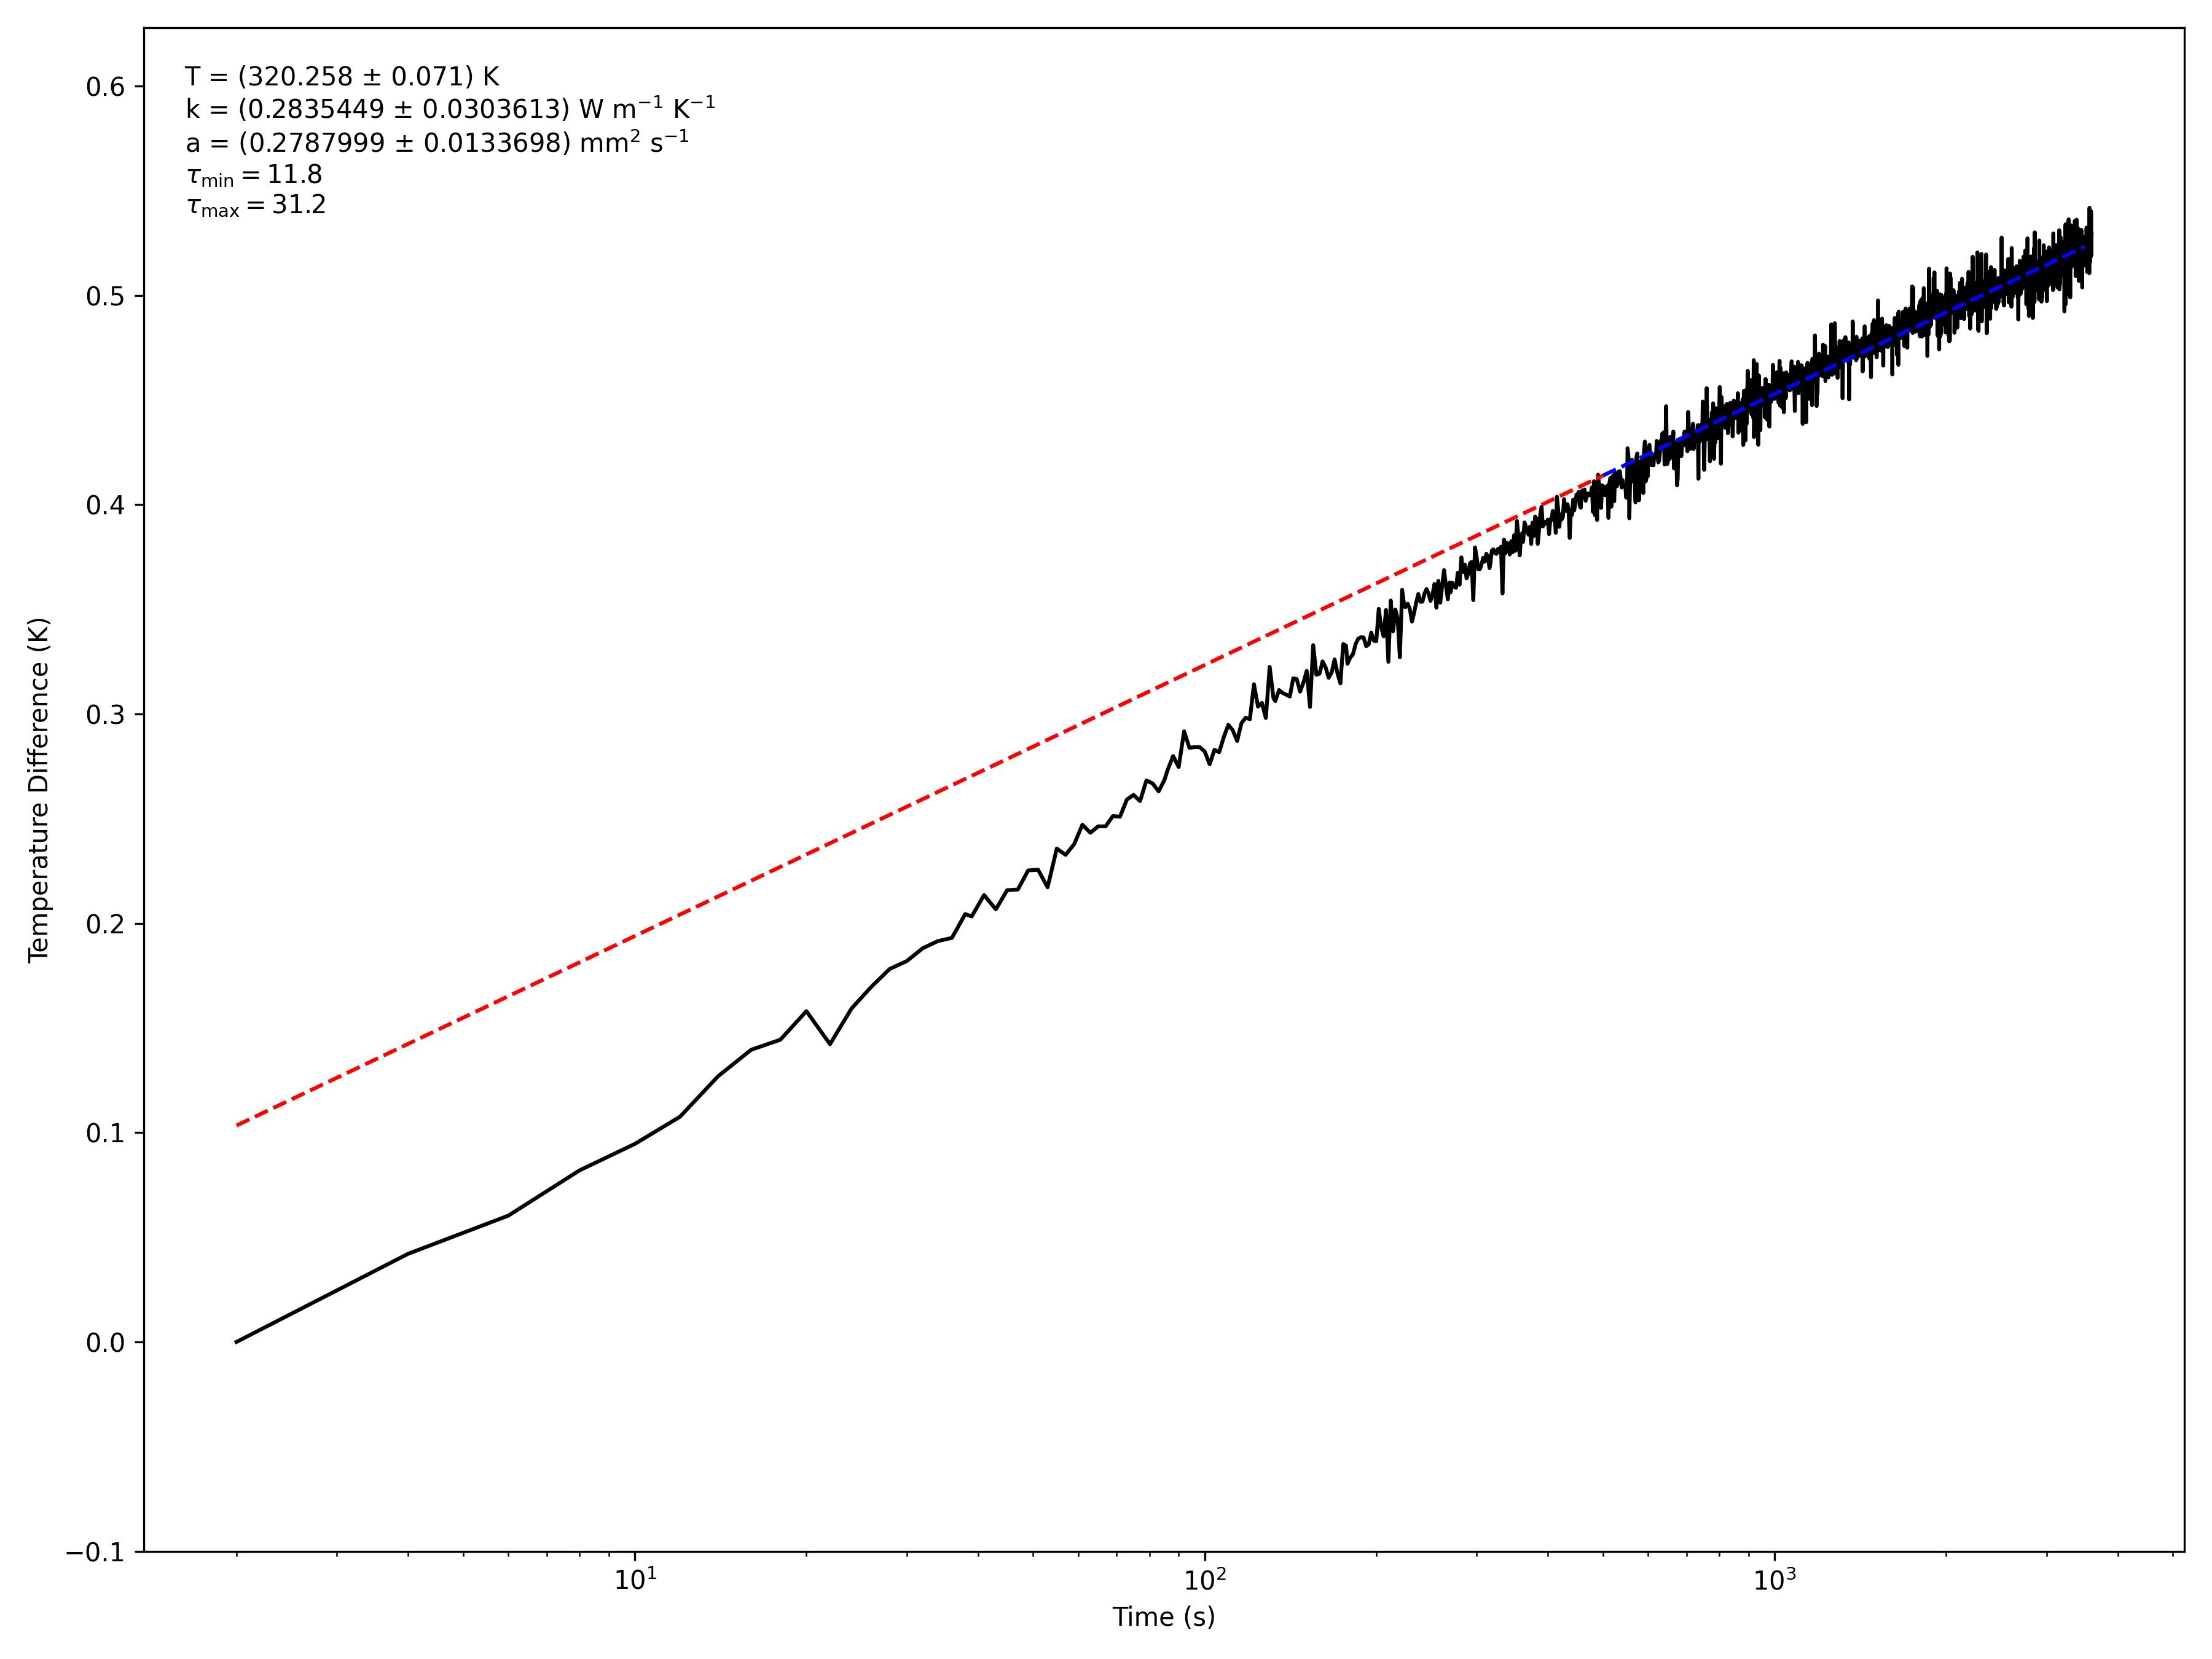 T = (320.258 ± 0.071) K
k = (0.2835449 ± 0.0303613) W m⁻¹ K⁻¹
a = (0.2787999 ± 0.0133698) mm² s⁻¹
τmin = 11.8
τmax = 31.2
0.6
0.5
0.4
0.3
0.2
0.1
0.0
−0.1
Temperature Difference (K)
10¹ 10² 10³
Time (s)